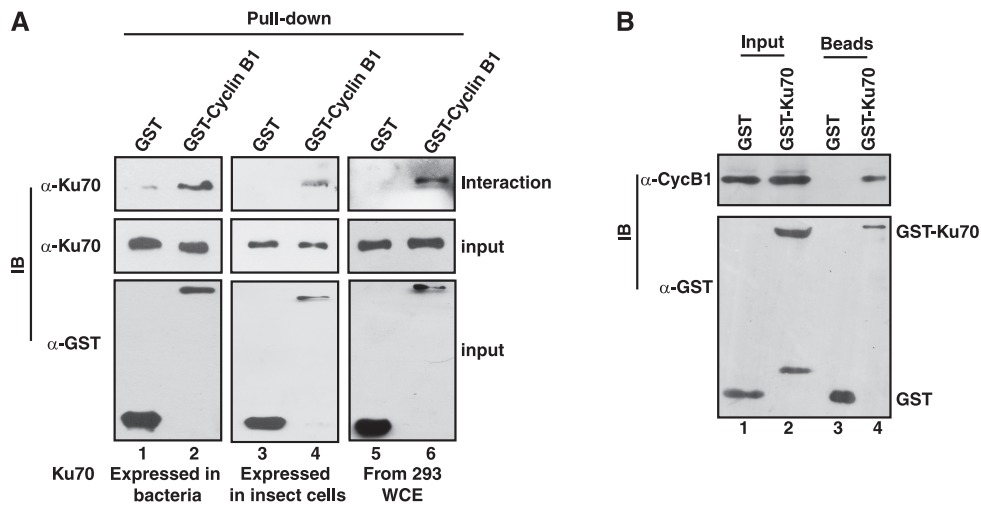 A
Pull-down
GST
GST-Cyclin B1
GST
GST-Cyclin B1
GST
GST-Cyclin B1
IB
α-Ku70
Interaction
α-Ku70
input
α-GST
input
1 2 3 4 5 6
Ku70 Expressed in bacteria Expressed in insect cells From 293 WCE
B
Input Beads
GST
GST-Ku70
GST
GST-Ku70
IB
α-CycB1
GST-Ku70
α-GST
GST
1 2 3 4